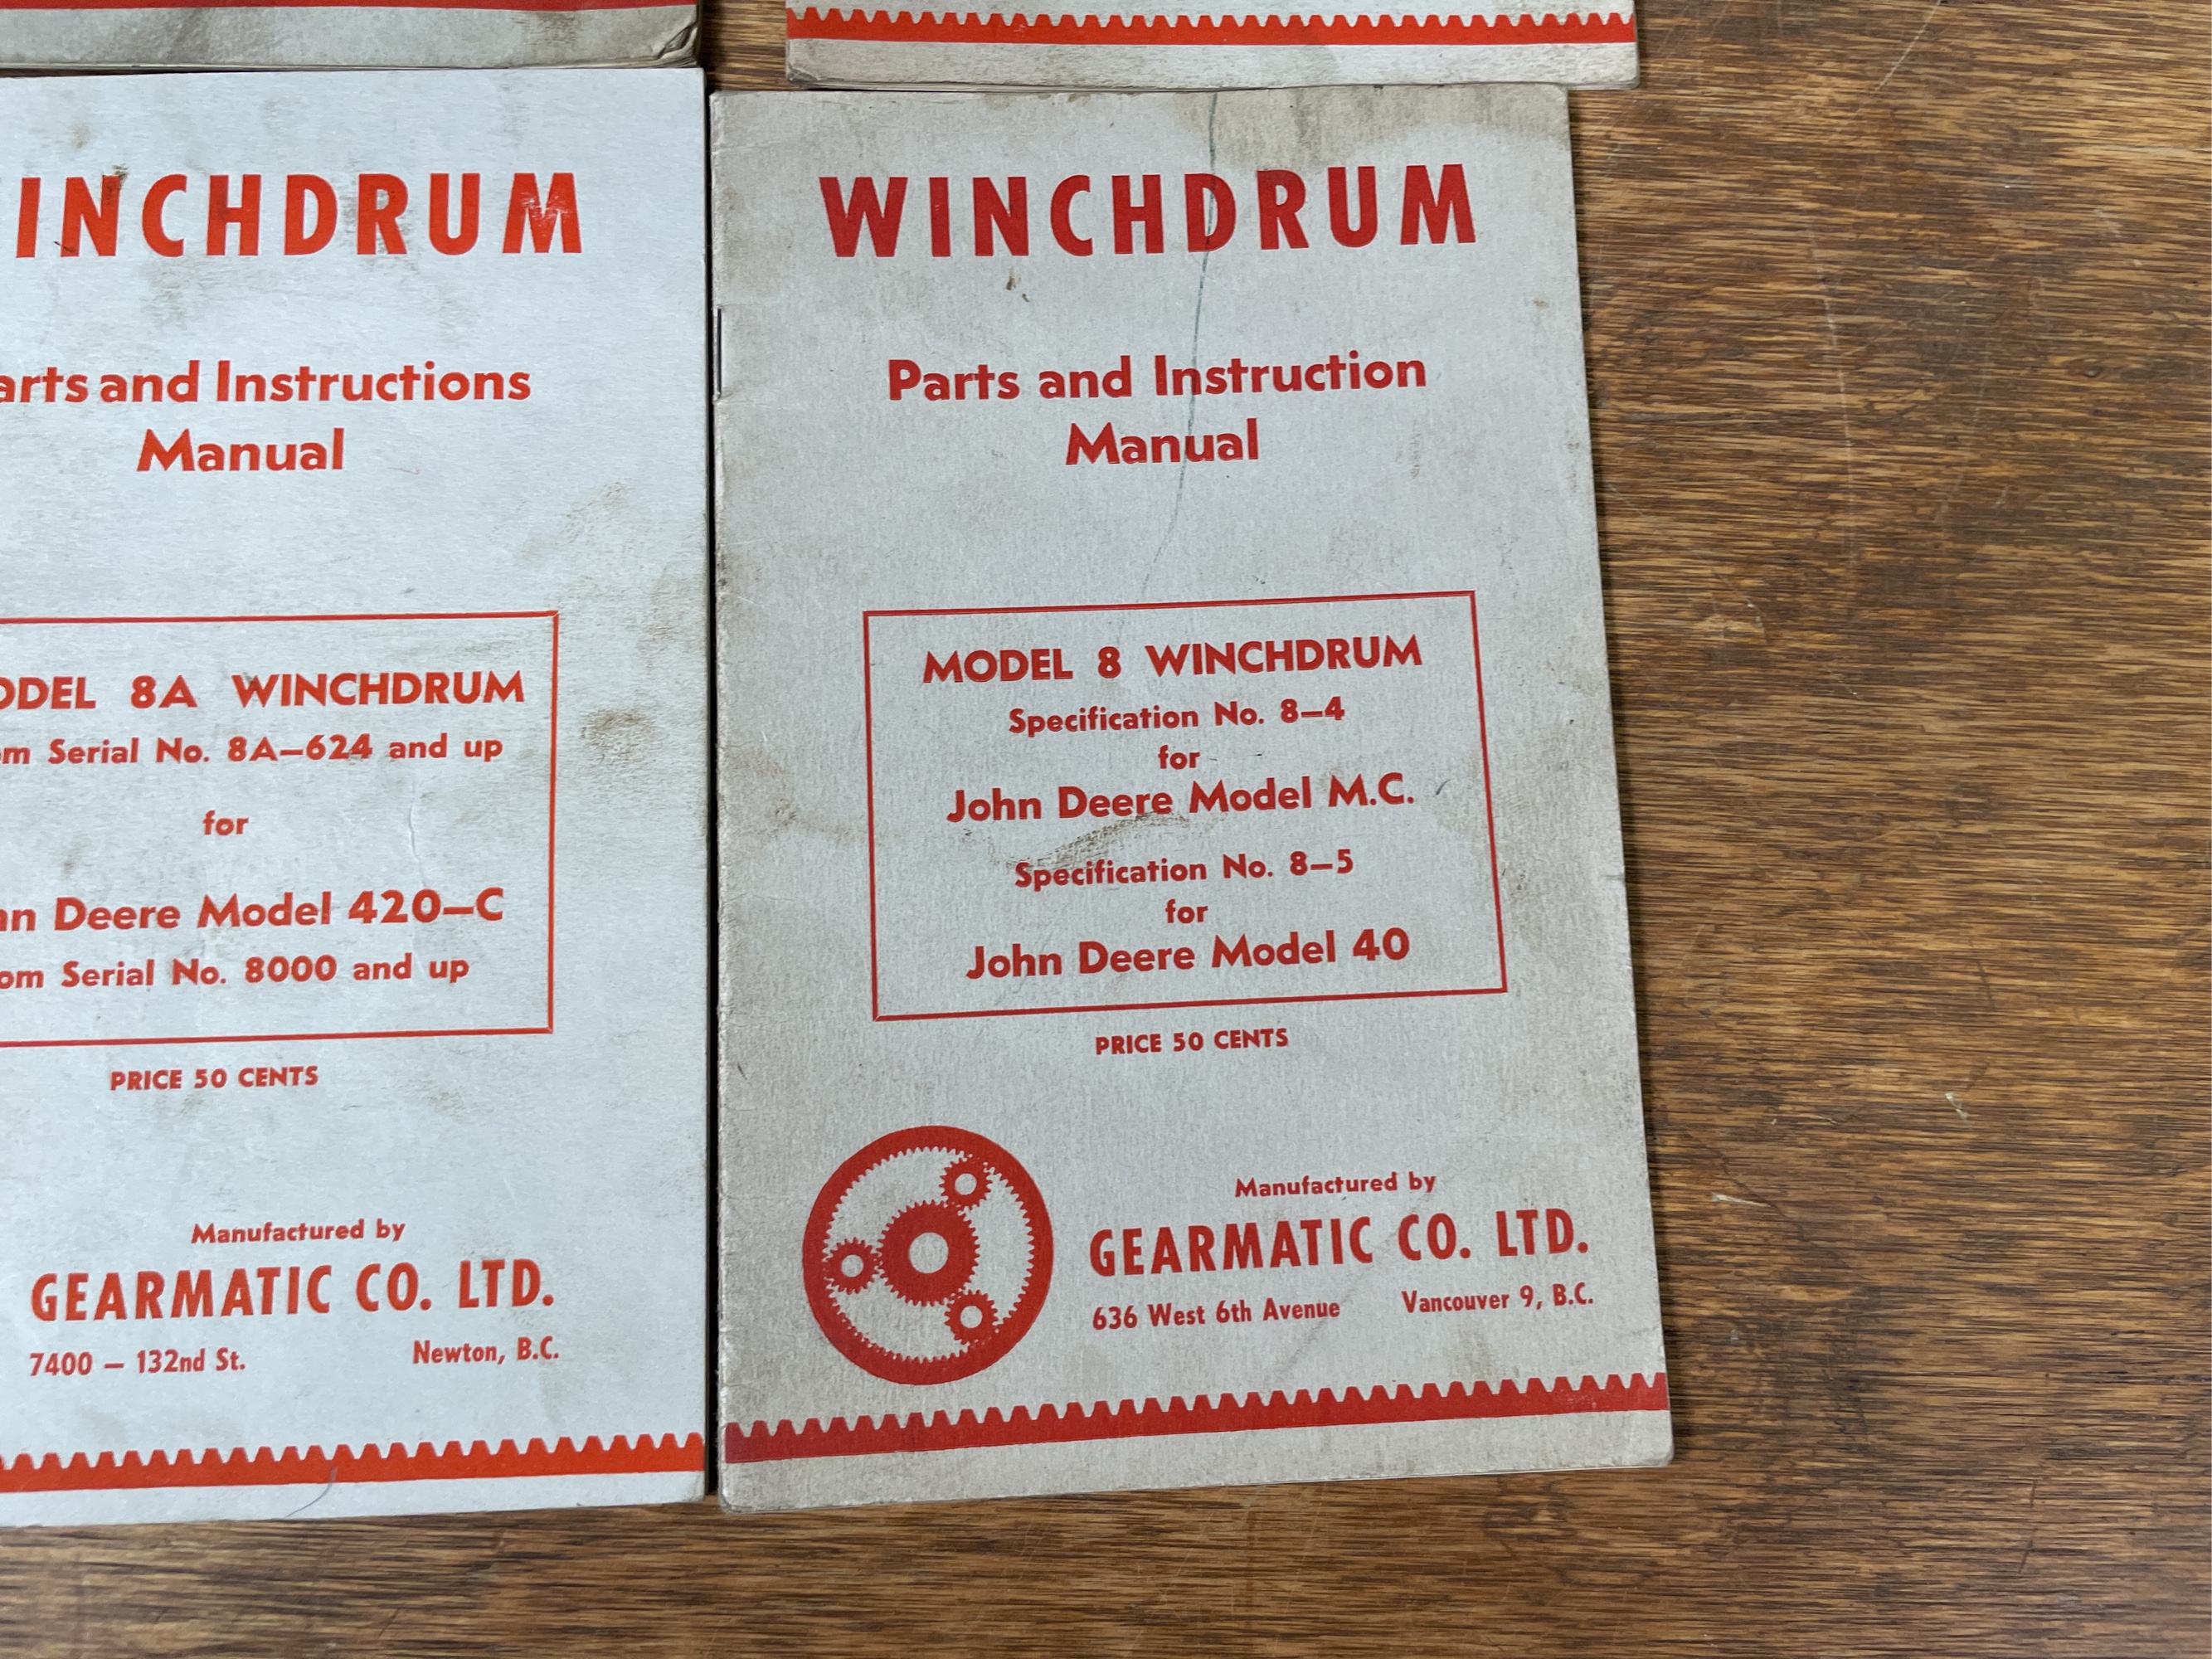 INCHDRUM
arts and Instructions
Manual
ODEL 8A WINCHDRUM
om Serial No. 8A–624 and up
for
hn Deere Model 420–C
om Serial No. 8000 and up
PRICE 50 CENTS
Manufactured by
GEARMATIC CO. LTD.
7400 – 132nd St. Newton, B.C.
WINCHDRUM
Parts and Instruction
Manual
MODEL 8 WINCHDRUM
Specification No. 8–4
for
John Deere Model M.C.
Specification No. 8–5
for
John Deere Model 40
PRICE 50 CENTS
Manufactured by
GEARMATIC CO. LTD.
636 West 6th Avenue Vancouver 9, B.C.